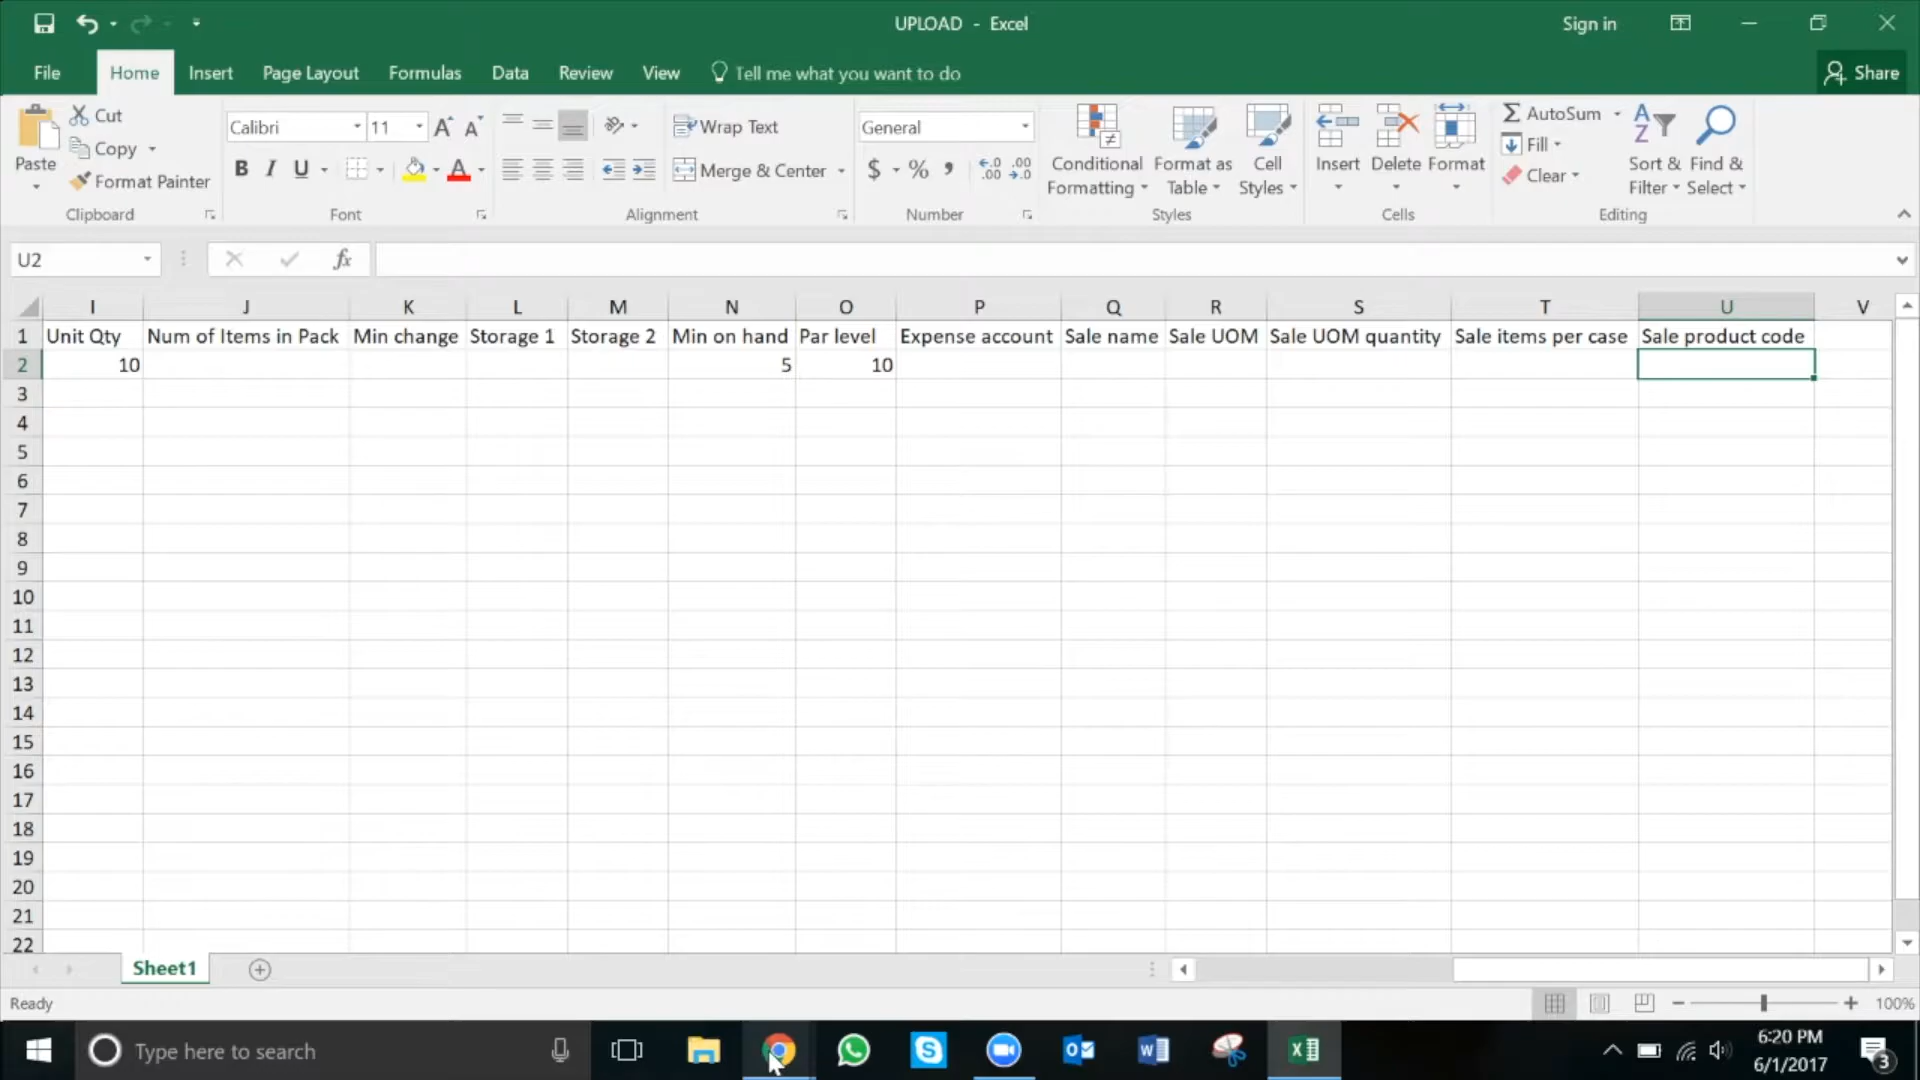 UPLOAD - Excel
Sign in
File Home Insert Page Layout Formulas Data Review View Tell me what you want to do Share
Paste
Cut
Copy
Format Painter
Clipboard
Calibri 11
B I U
Font
Wrap Text
Merge & Center
Alignment
General
$ % ,
Number
Conditional Formatting
Format as Table
Cell Styles
Styles
Insert Delete Format
Cells
AutoSum
Fill
Clear
Sort & Filter
Find & Select
Editing
U2
fx
I J K L M N O P Q R S T U V
1 Unit Qty Num of Items in Pack Min change Storage 1 Storage 2 Min on hand Par level Expense account Sale name Sale UOM Sale UOM quantity Sale items per case Sale product code
2 10 5 10
3
4
5
6
7
8
9
10
11
12
13
14
15
16
17
18
19
20
21
22
Sheet1
Ready
100%
Type here to search
6:20 PM
6/1/2017
3